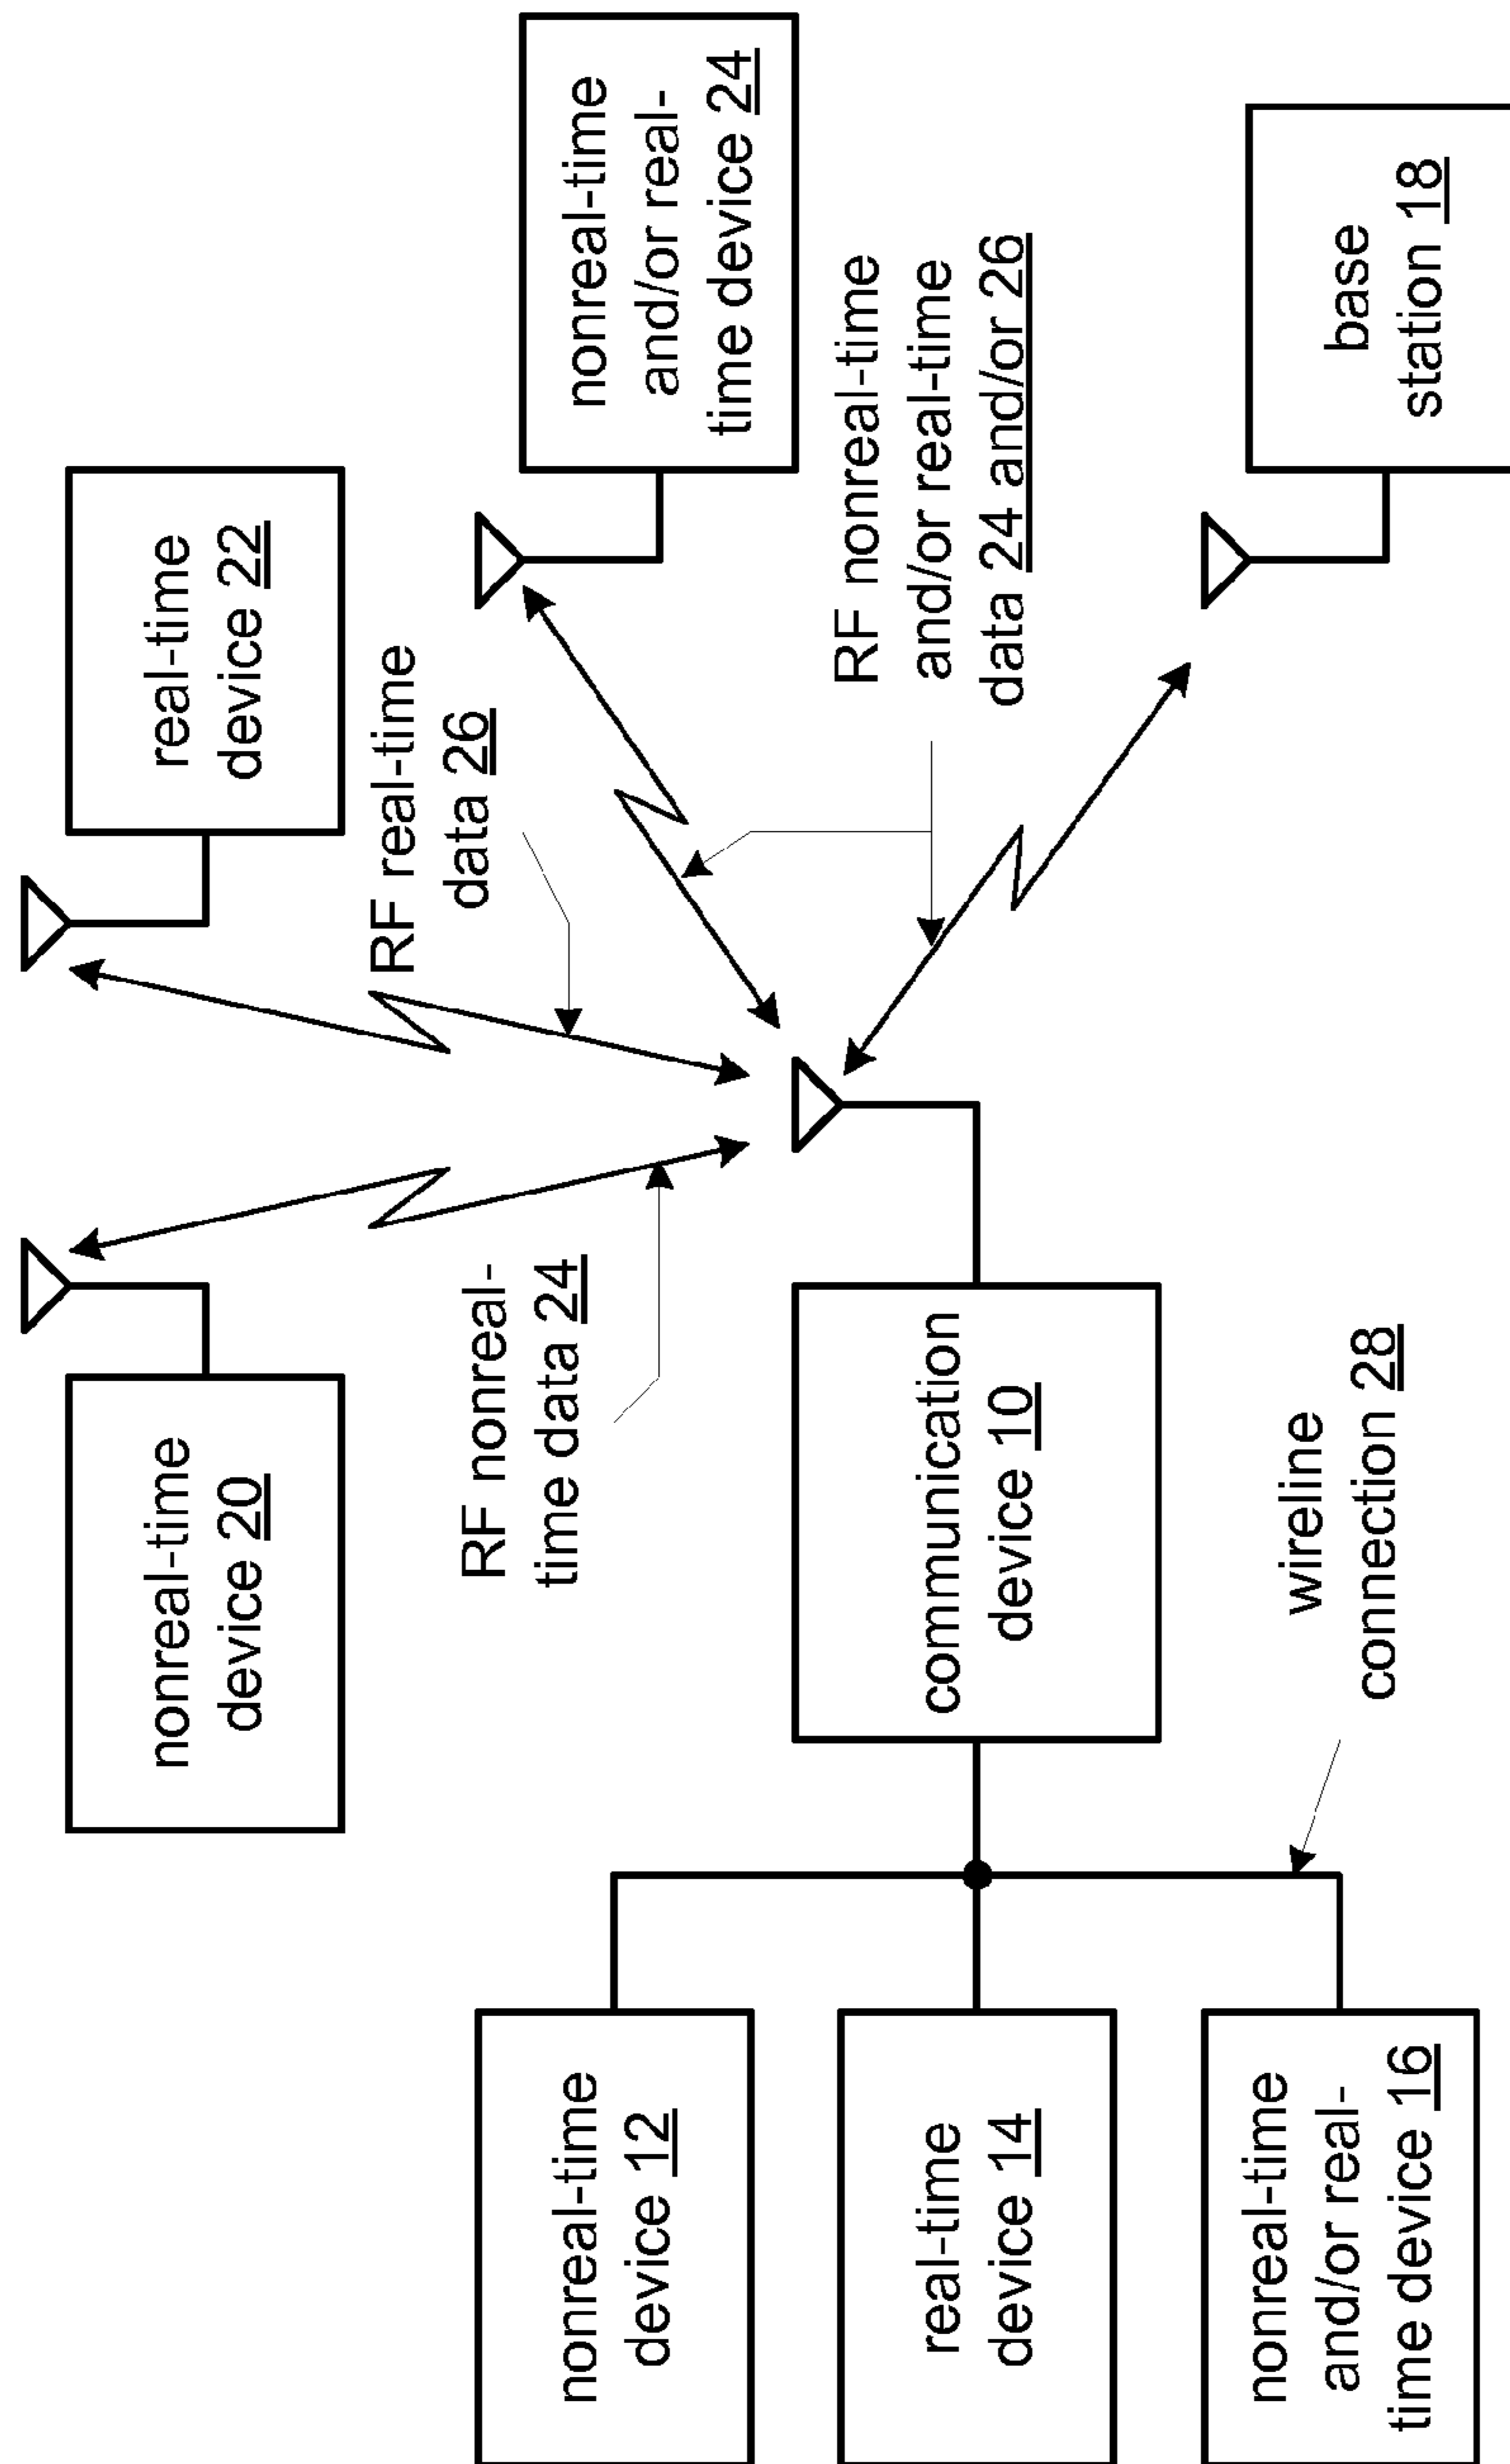 nonreal-time
device 20
real-time
device 22
RF real-time
data 26
RF nonreal-
time data 24
nonreal-time
and/or real-
time device 24
nonreal-time
device 12
real-time
device 14
communication
device 10
RF nonreal-time
and/or real-time
data 24 and/or 26
nonreal-time
and/or real-
time device 16
wireline
connection 28
base
station 18